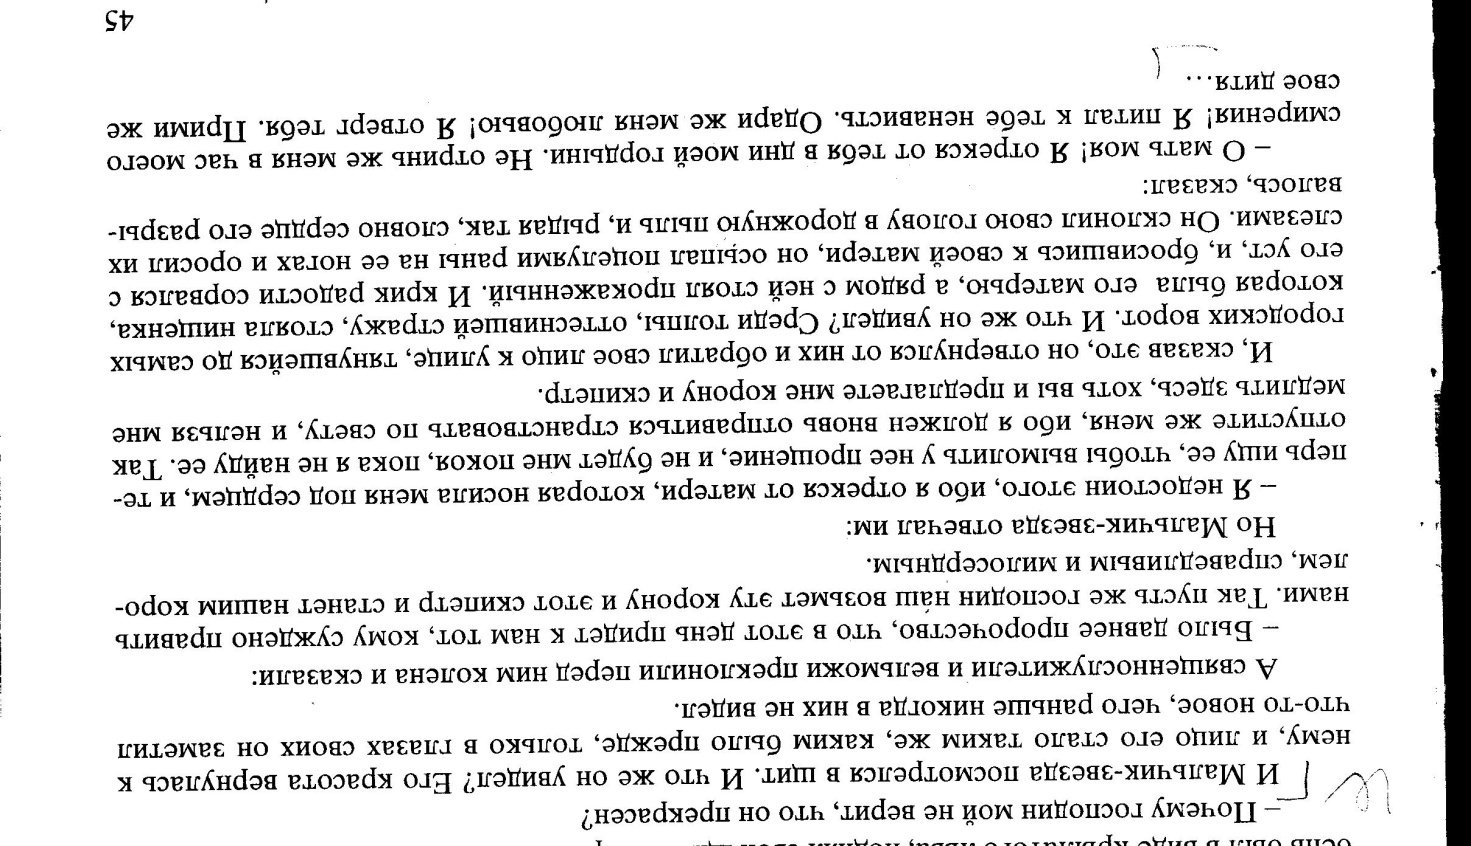 – Почему господин мой не верит, что он прекрасен?
И Мальчик-звезда посмотрелся в щит. И что же он увидел? Его красота вернулась к
нему, и лицо его стало таким же, каким было прежде, только в глазах своих он заметил
что-то новое, чего раньше никогда в них не видел.
А священнослужители и вельможи преклонили перед ним колена и сказали:
– Было давнее пророчество, что в этот день придет к нам тот, кому суждено править
нами. Так пусть же господин наш возьмет эту корону и этот скипетр и станет нашим коро-
лем, справедливым и милосердным.
Но Мальчик-звезда отвечал им:
– Я недостоин этого, ибо я отрекся от матери, которая носила меня под сердцем, и те-
перь ищу ее, чтобы вымолить у нее прощение, и не будет мне покоя, пока я не найду ее. Так
отпустите же меня, ибо я должен вновь отправиться странствовать по свету, и нельзя мне
медлить здесь, хоть вы и предлагаете мне корону и скипетр.
И, сказав это, он отвернулся от них и обратил свое лицо к улице, тянувшейся до самых
городских ворот. И что же он увидел? Среди толпы, оттеснившей стражу, стояла нищенка,
которая была его матерью, а рядом с ней стоял прокаженный. И крик радости сорвался с
его уст, и, бросившись к своей матери, он осыпал поцелуями раны на ее ногах и оросил их
слезами. Он склонил свою голову в дорожную пыль и, рыдая так, словно сердце его разры-
валось, сказал:
– О мать моя! Я отрекся от тебя в дни моей гордыни. Не отринь же меня в час моего
смирения! Я питал к тебе ненависть. Одари же меня любовью! Я отверг тебя. Прими же
свое дитя...
45